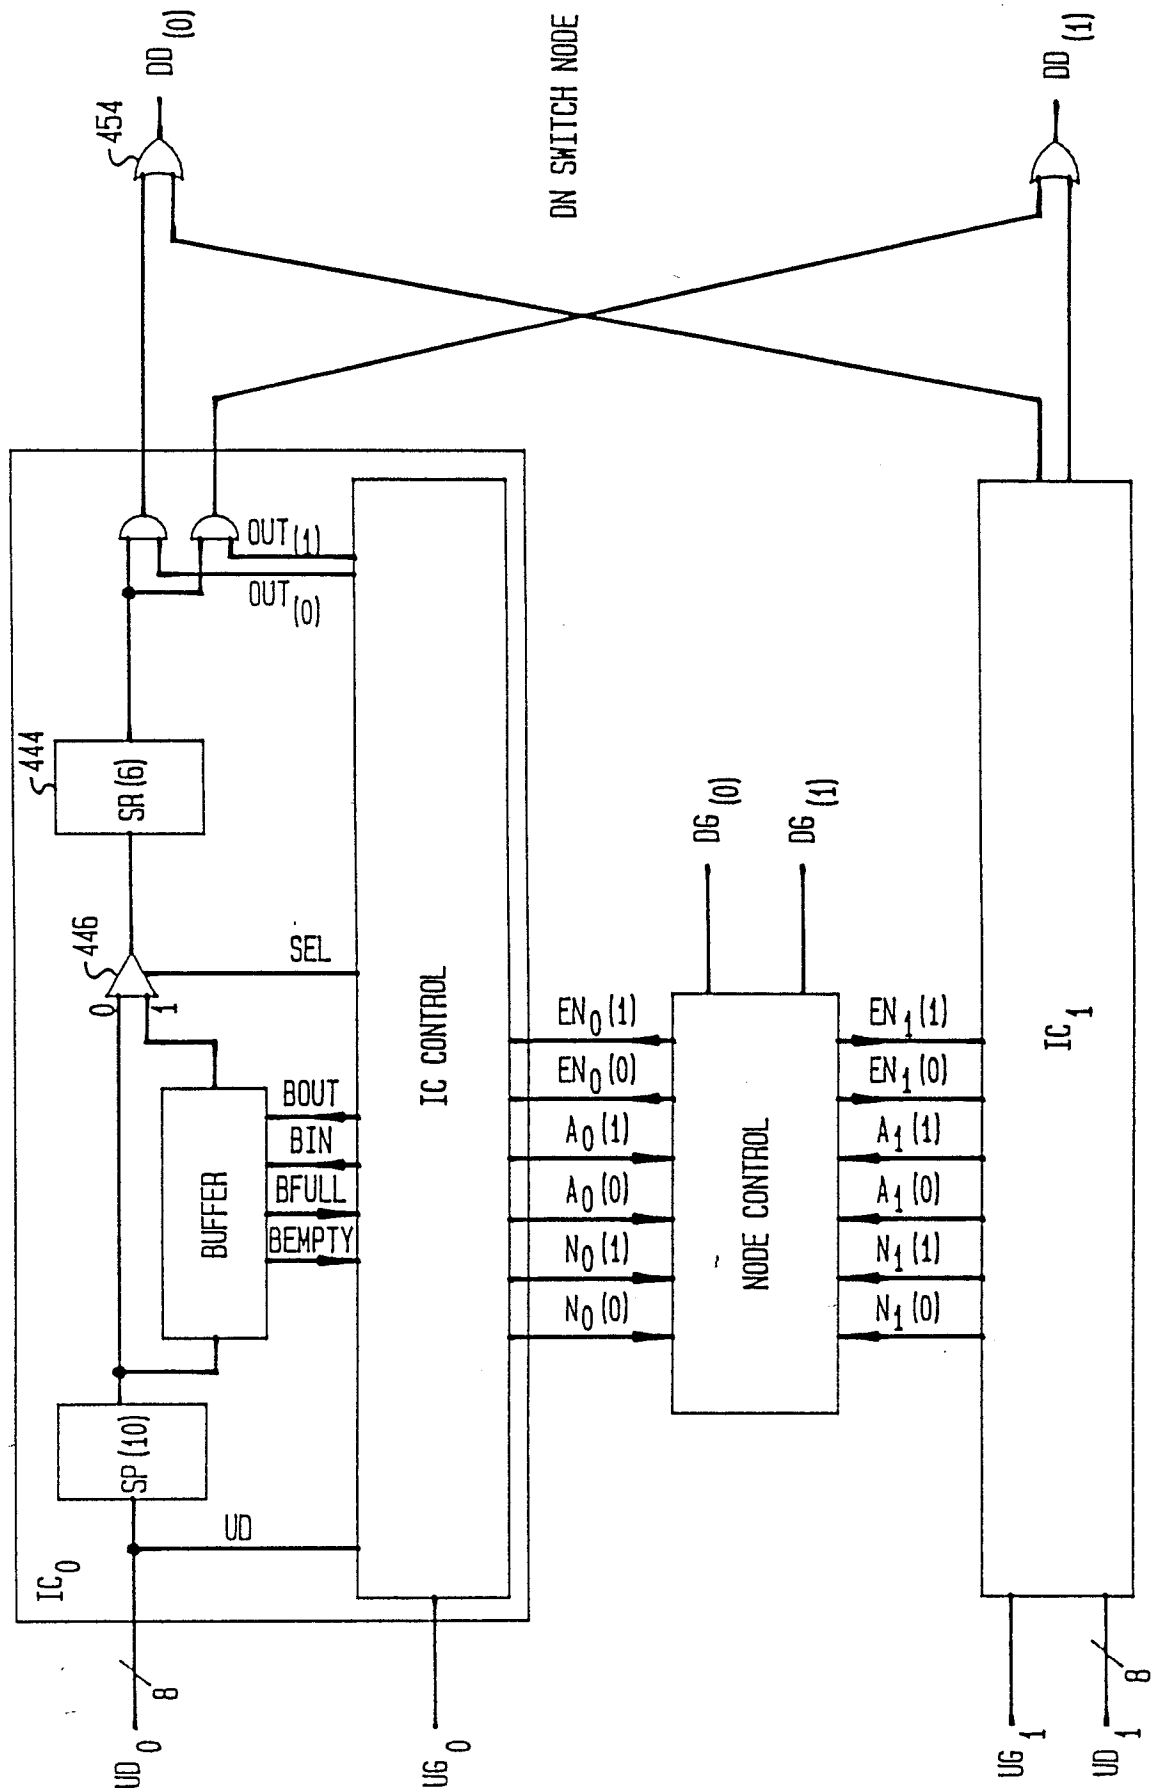 DN SWITCH NODE
IC0
UD0
8
UD
SP(10)
BUFFER
BEMPTY
BFULL
BIN
BOUT
0
1
446
SEL
444
SR(6)
OUT(0)
OUT(1)
454
DD(0)
UG0
IC CONTROL
N0(0)
N0(1)
A0(0)
A0(1)
EN0(0)
EN0(1)
NODE CONTROL
DG(0)
DG(1)
N1(0)
N1(1)
A1(0)
A1(1)
EN1(0)
EN1(1)
UG1
UD1
8
IC1
DD(1)